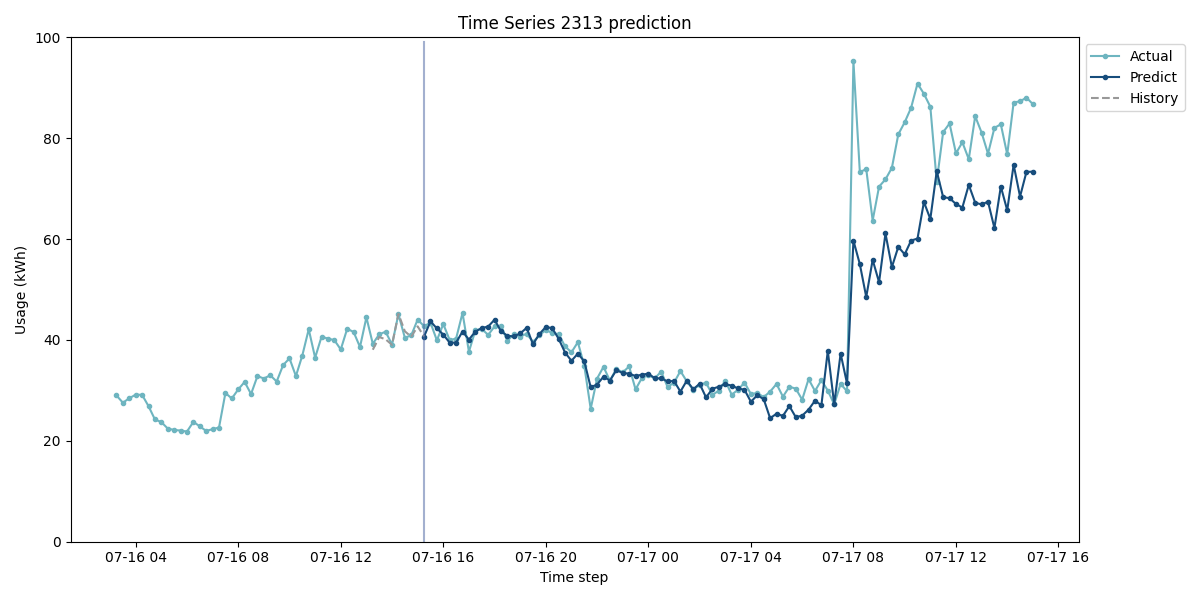 Time Series 2313 prediction
Actual
Predict
History
Usage (kWh)
100
80
60
40
20
0
07-16 04 07-16 08 07-16 12 07-16 16 07-16 20 07-17 00 07-17 04 07-17 08 07-17 12 07-17 16
Time step